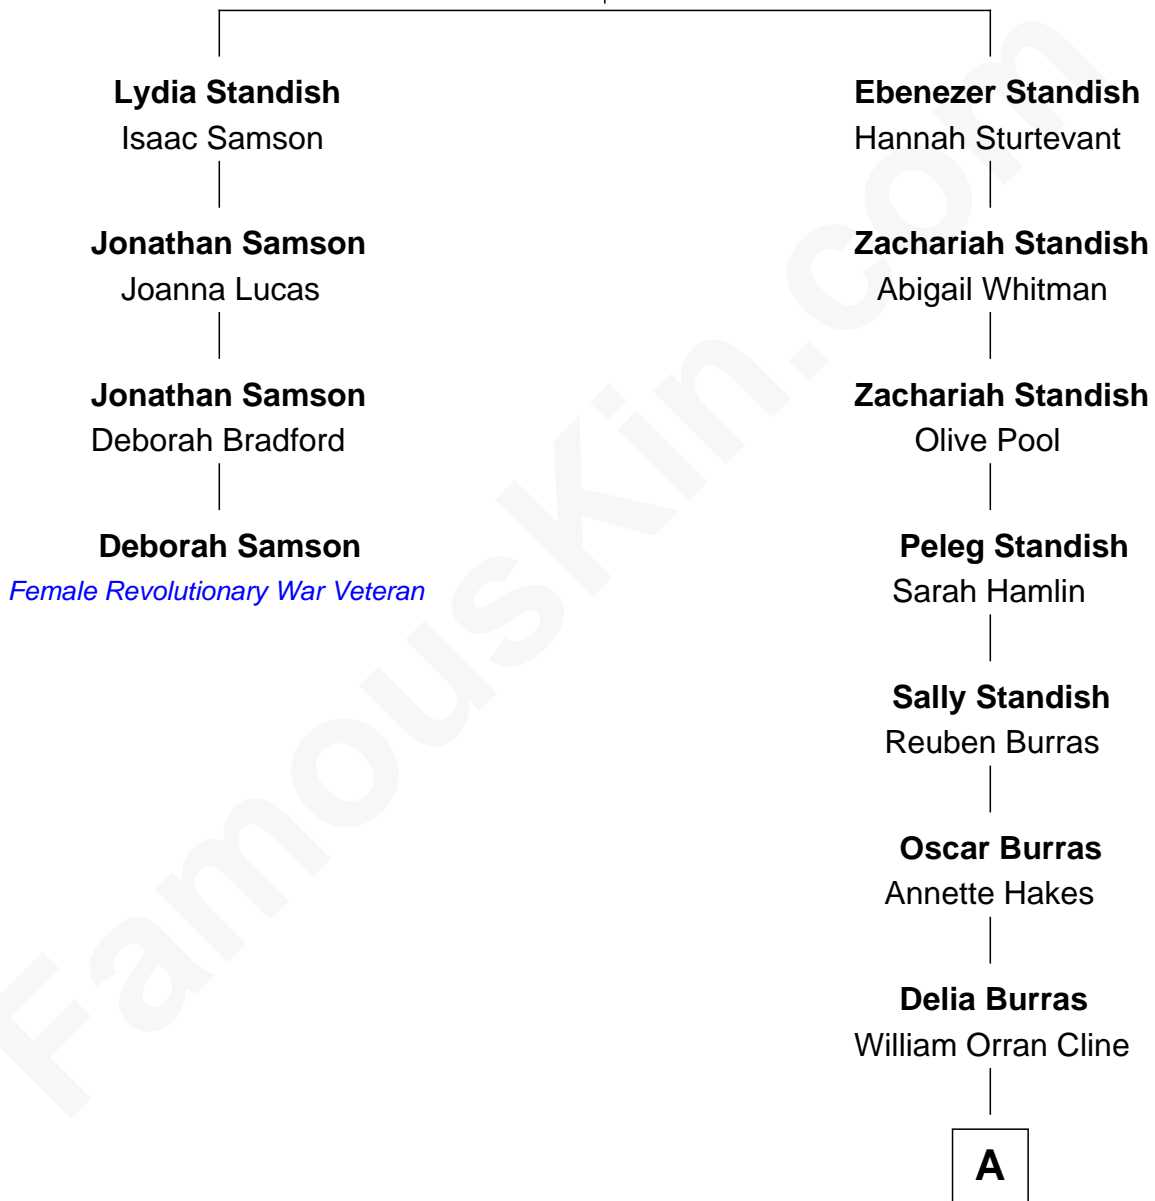 Lydia Standish
Isaac Samson
Jonathan Samson
Joanna Lucas
Jonathan Samson
Deborah Bradford
Deborah Samson
Female Revolutionary War Veteran
Ebenezer Standish
Hannah Sturtevant
Zachariah Standish
Abigail Whitman
Zachariah Standish
Olive Pool
Peleg Standish
Sarah Hamlin
Sally Standish
Reuben Burras
Oscar Burras
Annette Hakes
Delia Burras
William Orran Cline
A
FamousKin.com